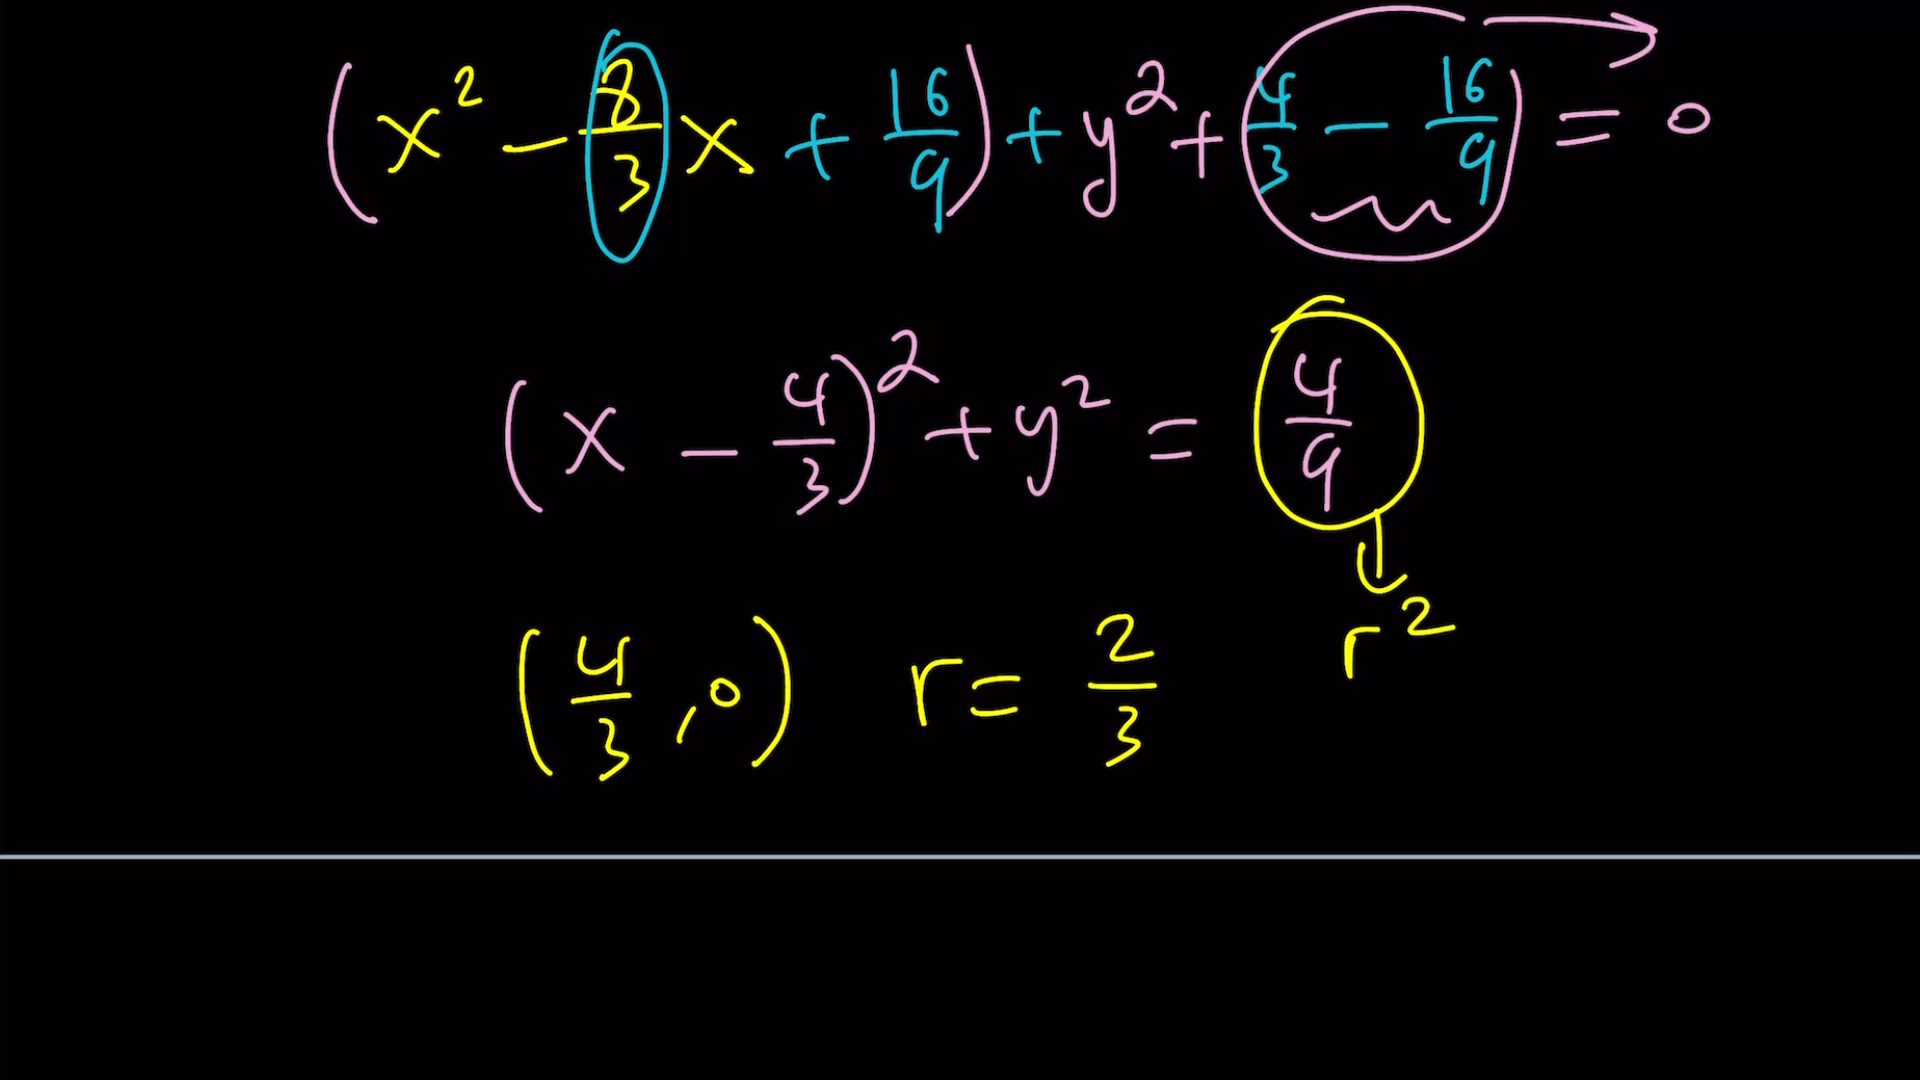 (x² - 8/3 x + 16/9) + y² + (4/3 - 16/9) = 0
(x - 4/3)² + y² = 4/9
(4/3, 0) r = 2/3 r²